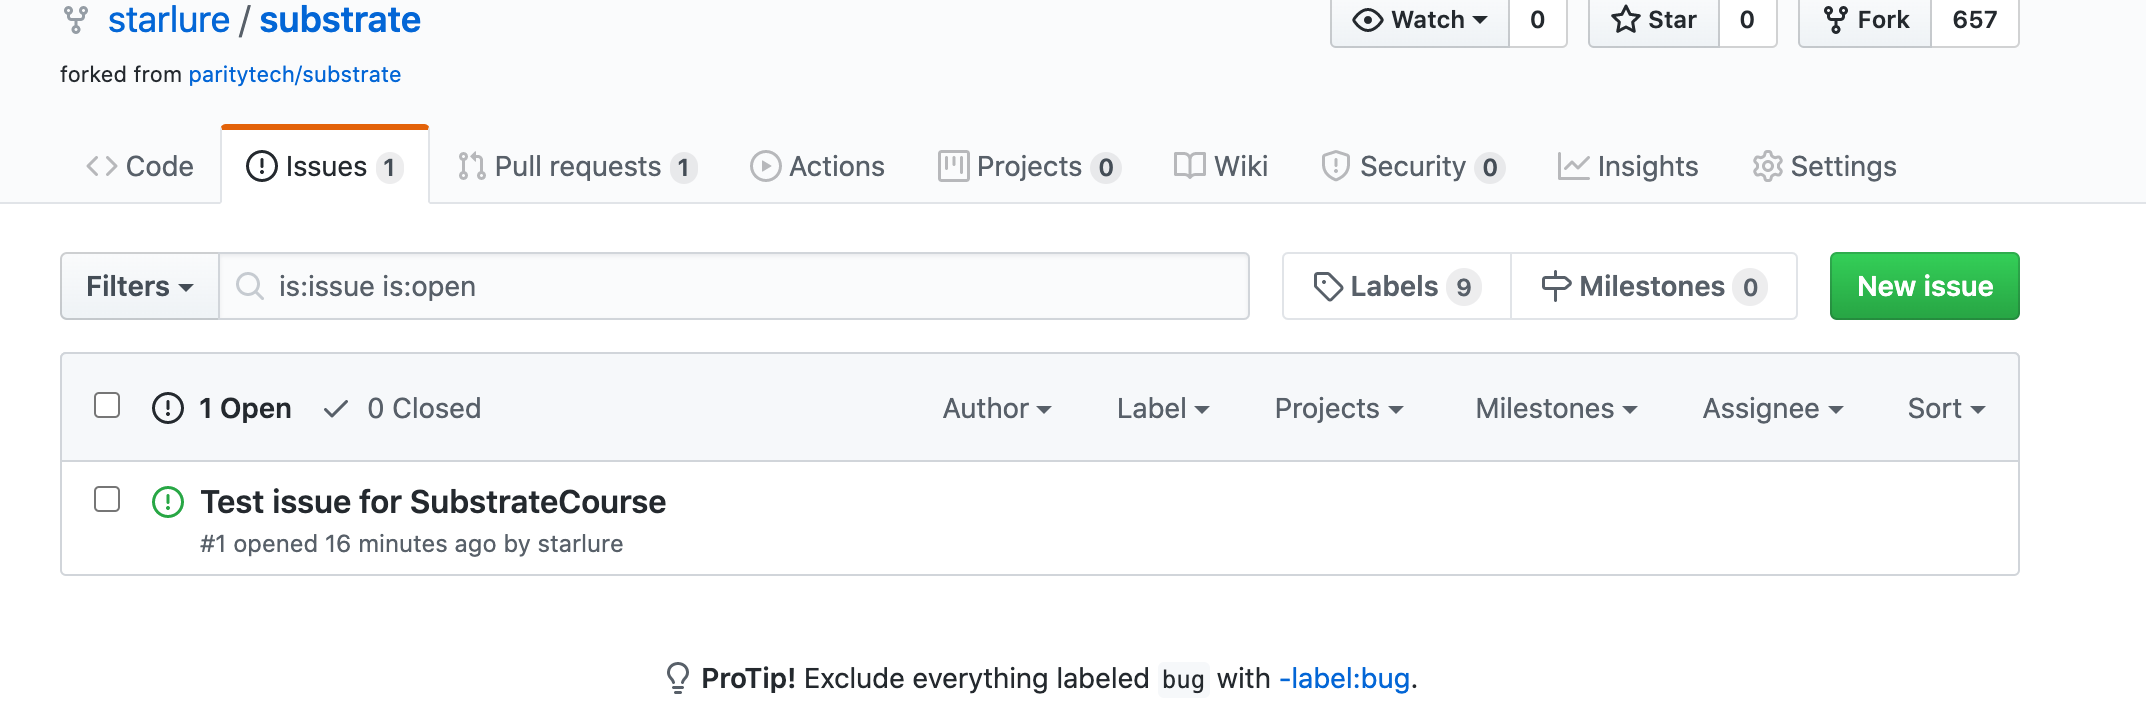 starlure / substrate
Watch 0 Star 0 Fork 657
forked from paritytech/substrate
Code Issues 1 Pull requests 1 Actions Projects 0 Wiki Security 0 Insights Settings
Filters is:issue is:open Labels 9 Milestones 0 New issue
1 Open 0 Closed Author Label Projects Milestones Assignee Sort
Test issue for SubstrateCourse
#1 opened 16 minutes ago by starlure
ProTip! Exclude everything labeled bug with -label:bug.